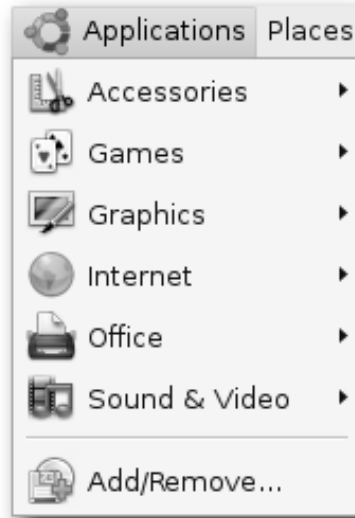 Applications Places
Accessories
Games
Graphics
Internet
Office
Sound & Video
Add/Remove...